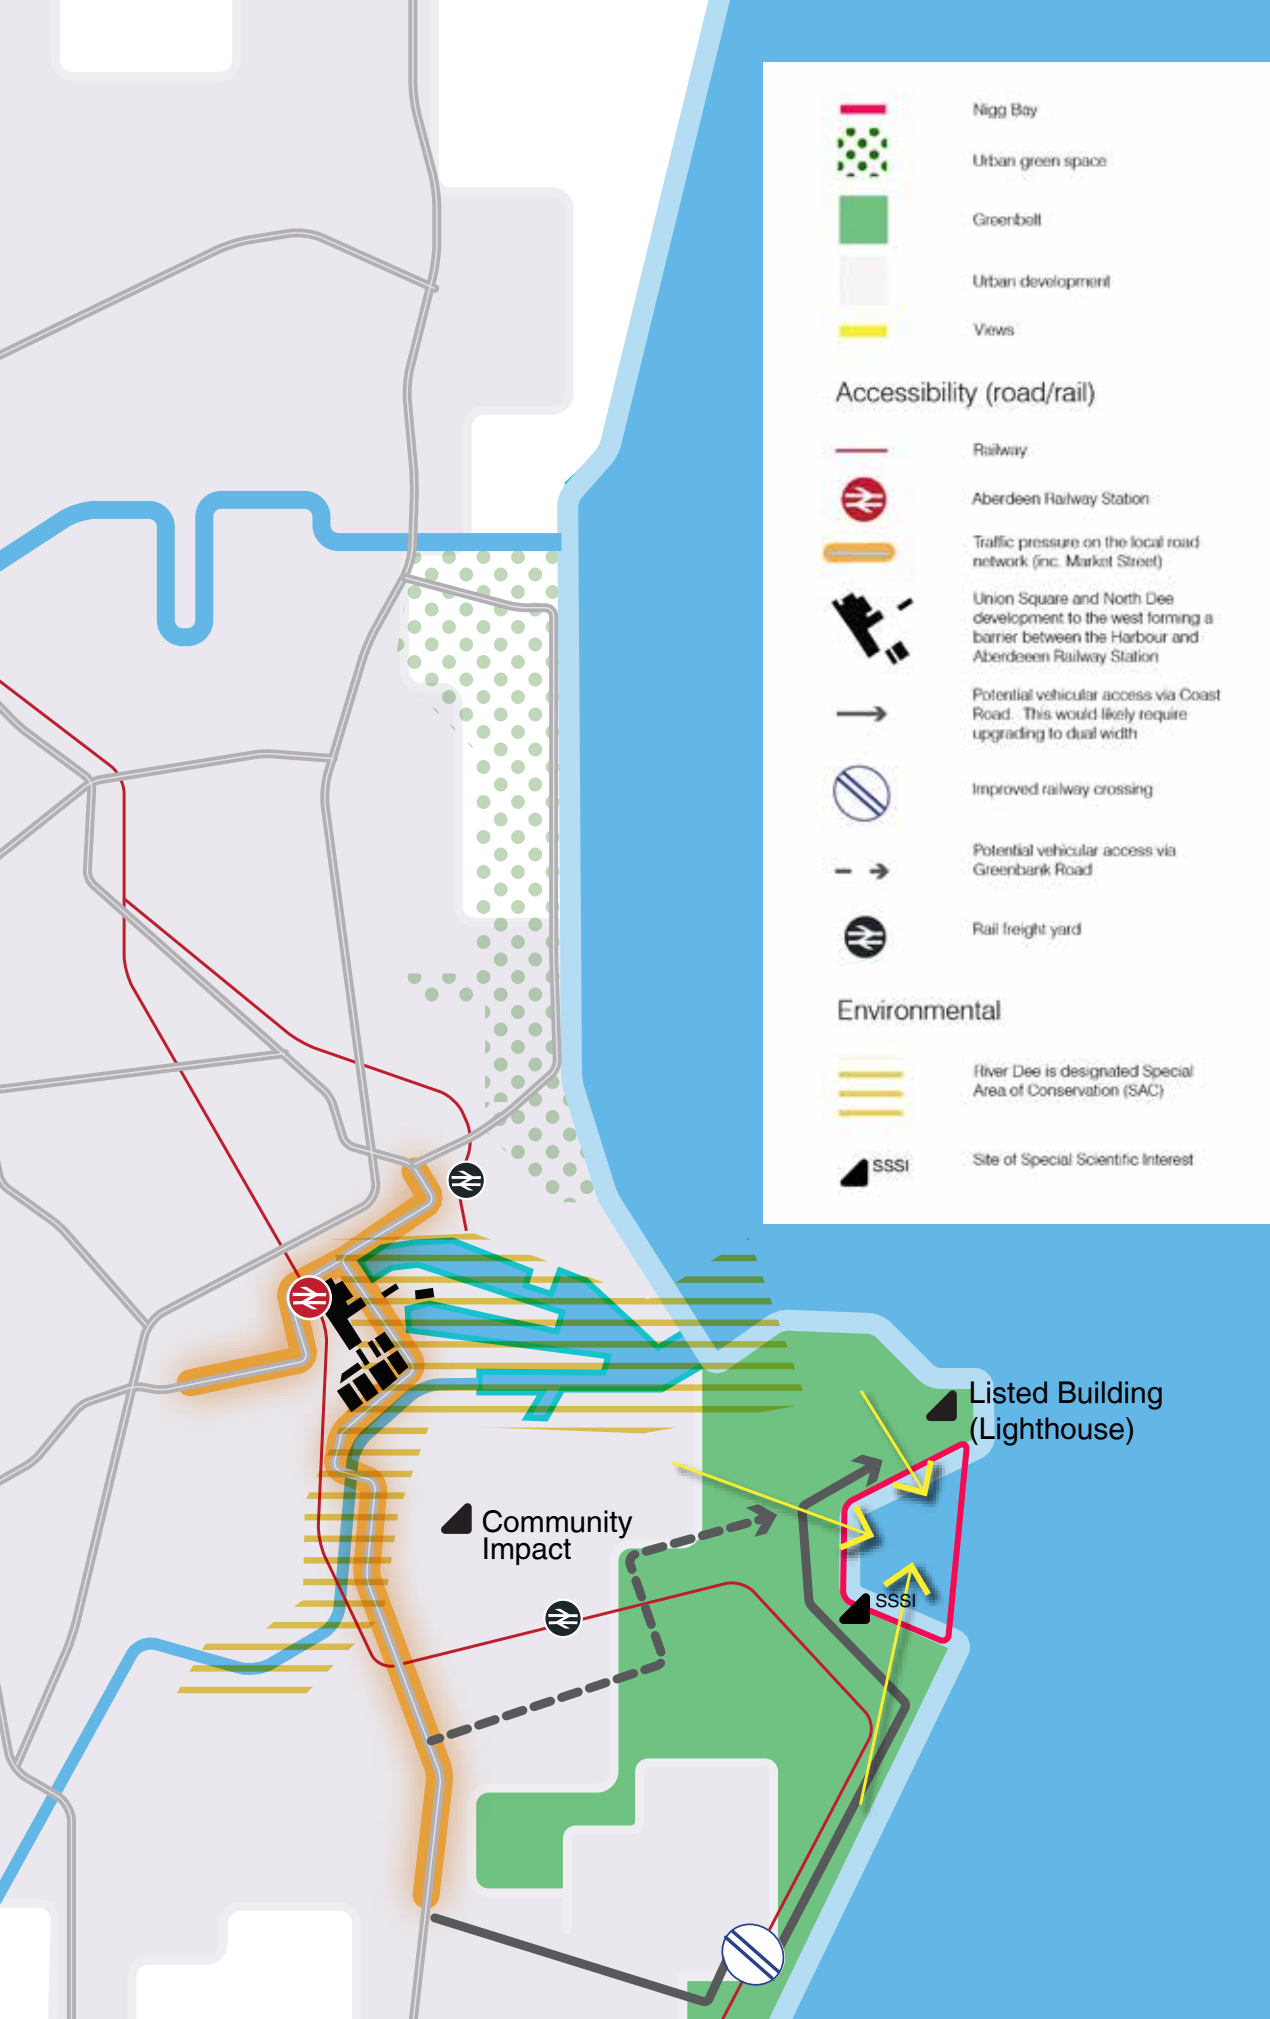 Nigg Bay
Urban green space
Greenbelt
Urban development
Views
Accessibility (road/rail)
Railway
Aberdeen Railway Station
Traffic pressure on the local road
network (inc. Market Street)
Union Square and North Dee
development to the west forming a
barrier between the Harbour and
Aberdeeen Railway Station
Potential vehicular access via Coast
Road. This would likely require
upgrading to dual width
Improved railway crossing
Potential vehicular access via
Greenbank Road
Rail freight yard
Environmental
River Dee is designated Special
Area of Conservation (SAC)
SSSI
Site of Special Scientific Interest
Listed Building
(Lighthouse)
Community
Impact
SSSI